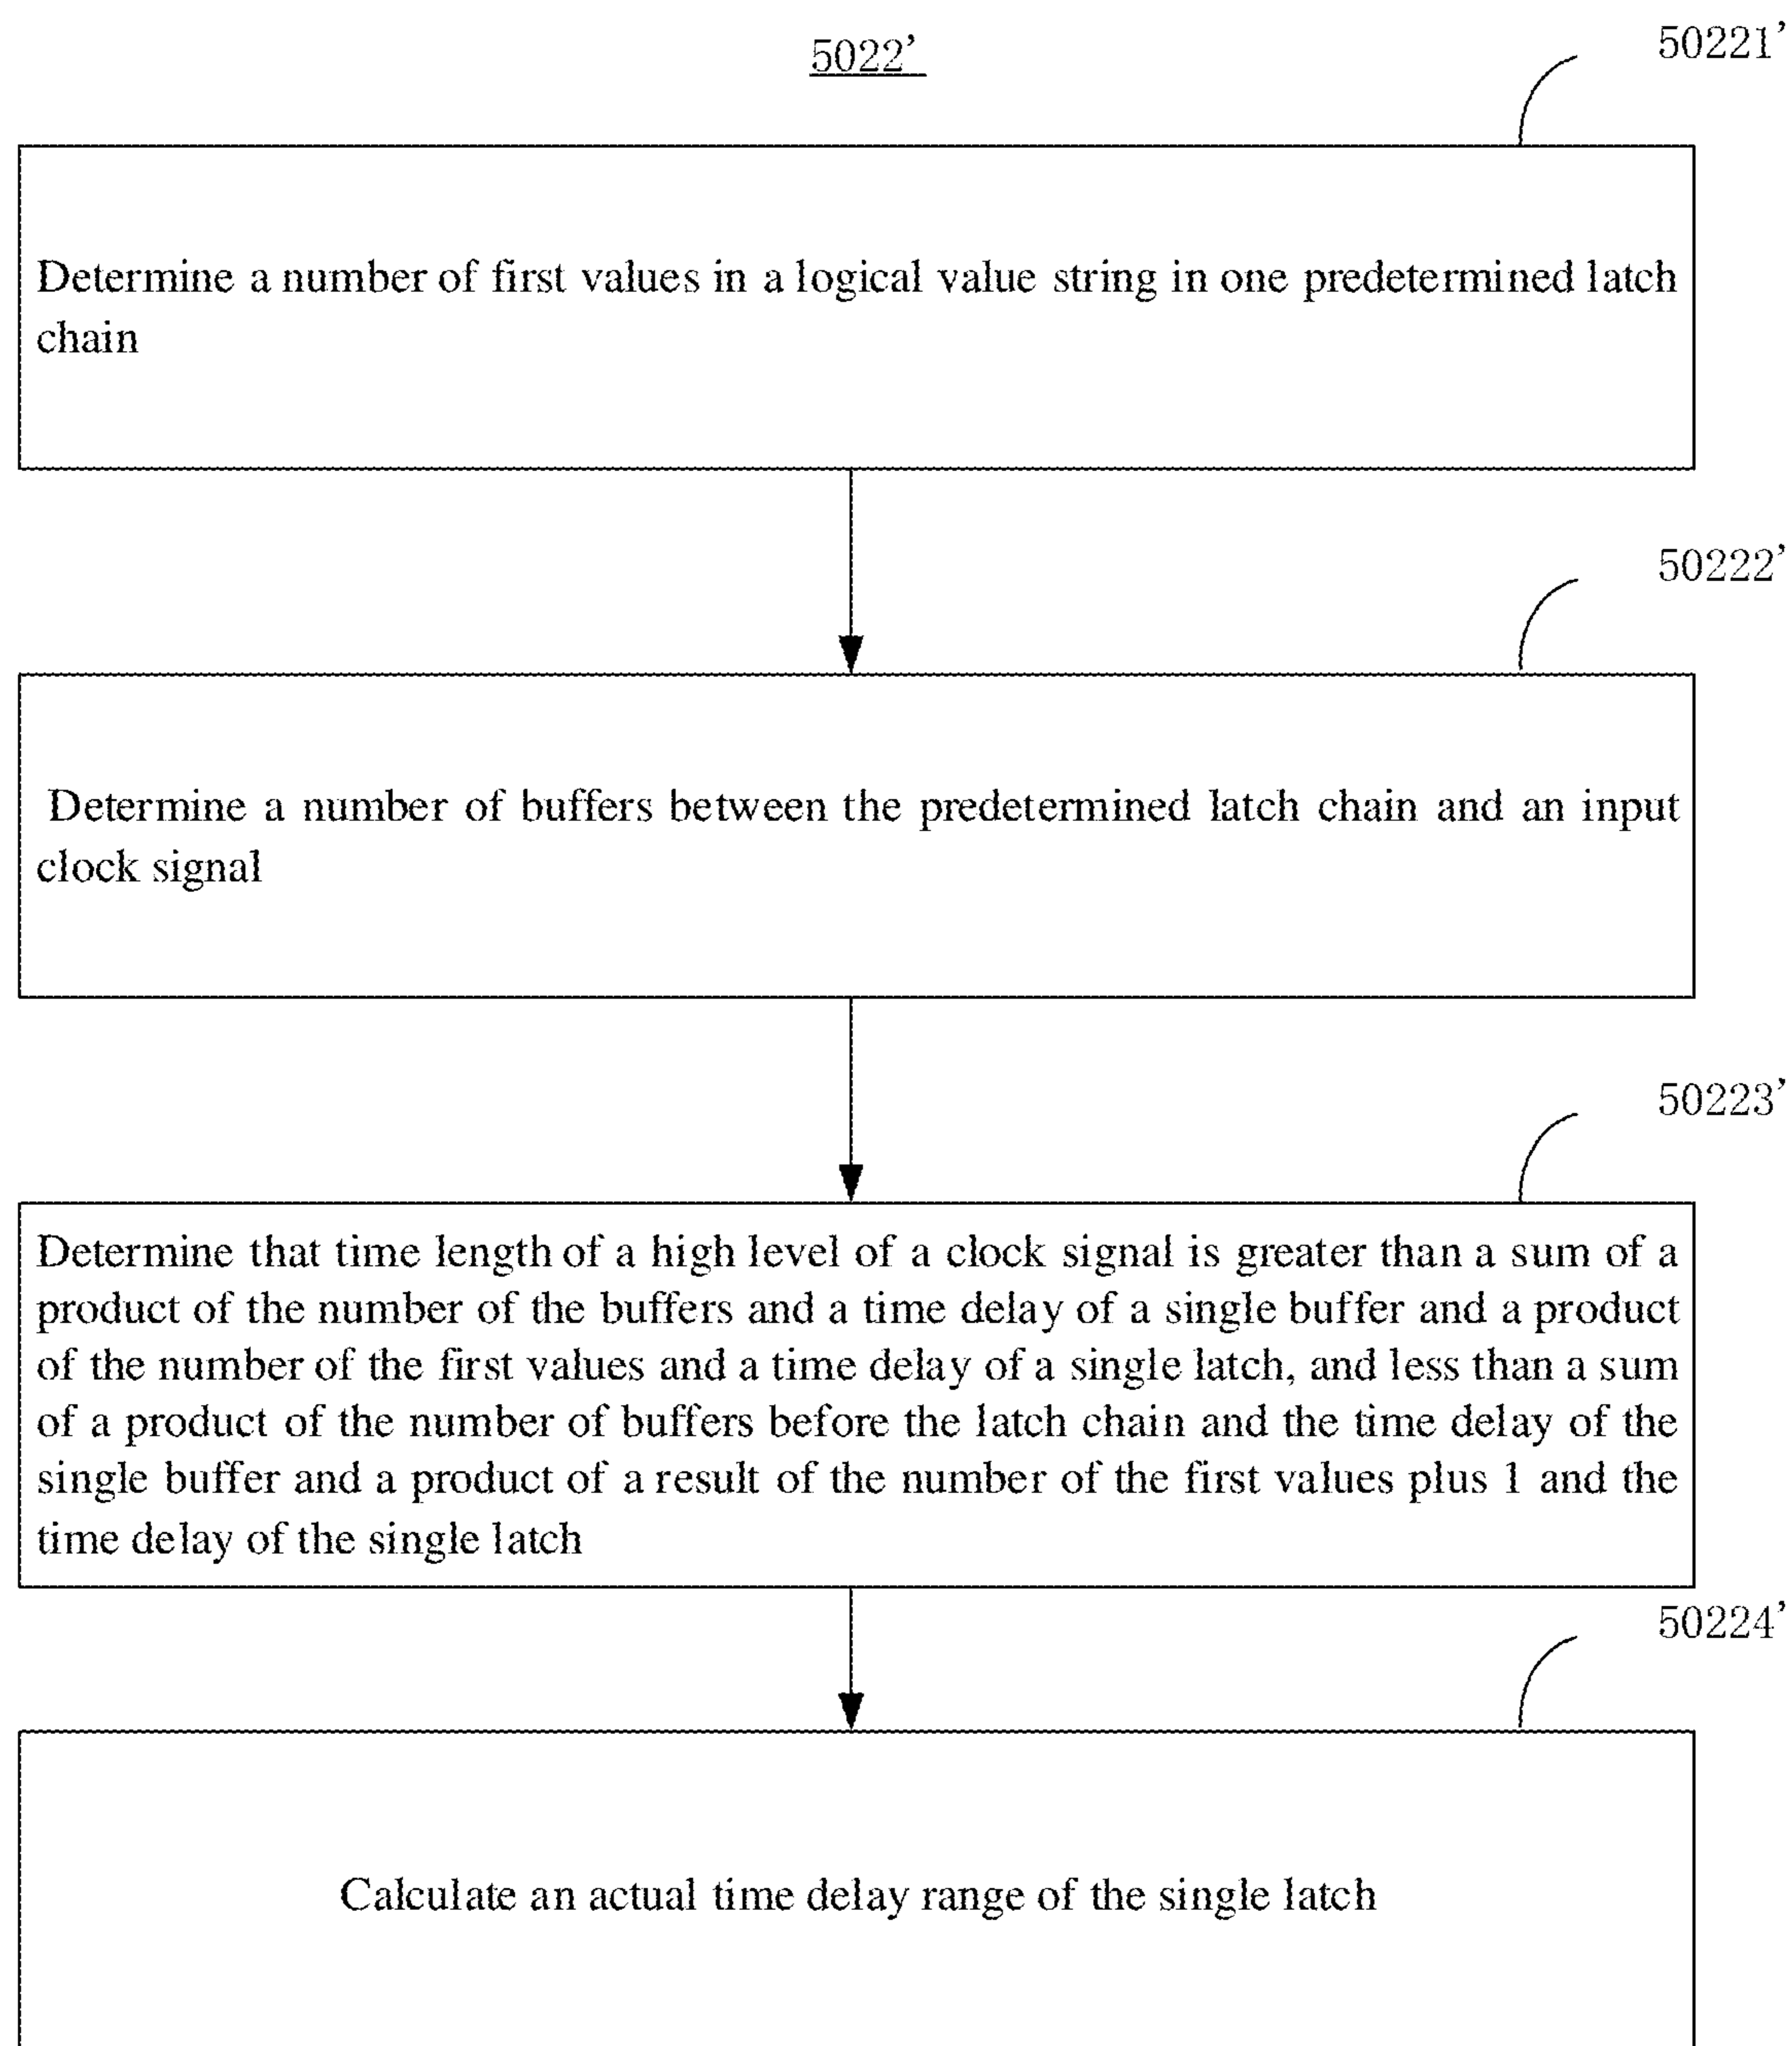 5022’
50221’
Determine a number of first values in a logical value string in one predetermined latch
chain
50222’
Determine a number of buffers between the predetermined latch chain and an input
clock signal
50223’
Determine that time length of a high level of a clock signal is greater than a sum of a
product of the number of the buffers and a time delay of a single buffer and a product
of the number of the first values and a time delay of a single latch, and less than a sum
of a product of the number of buffers before the latch chain and the time delay of the
single buffer and a product of a result of the number of the first values plus 1 and the
time delay of the single latch
50224’
Calculate an actual time delay range of the single latch